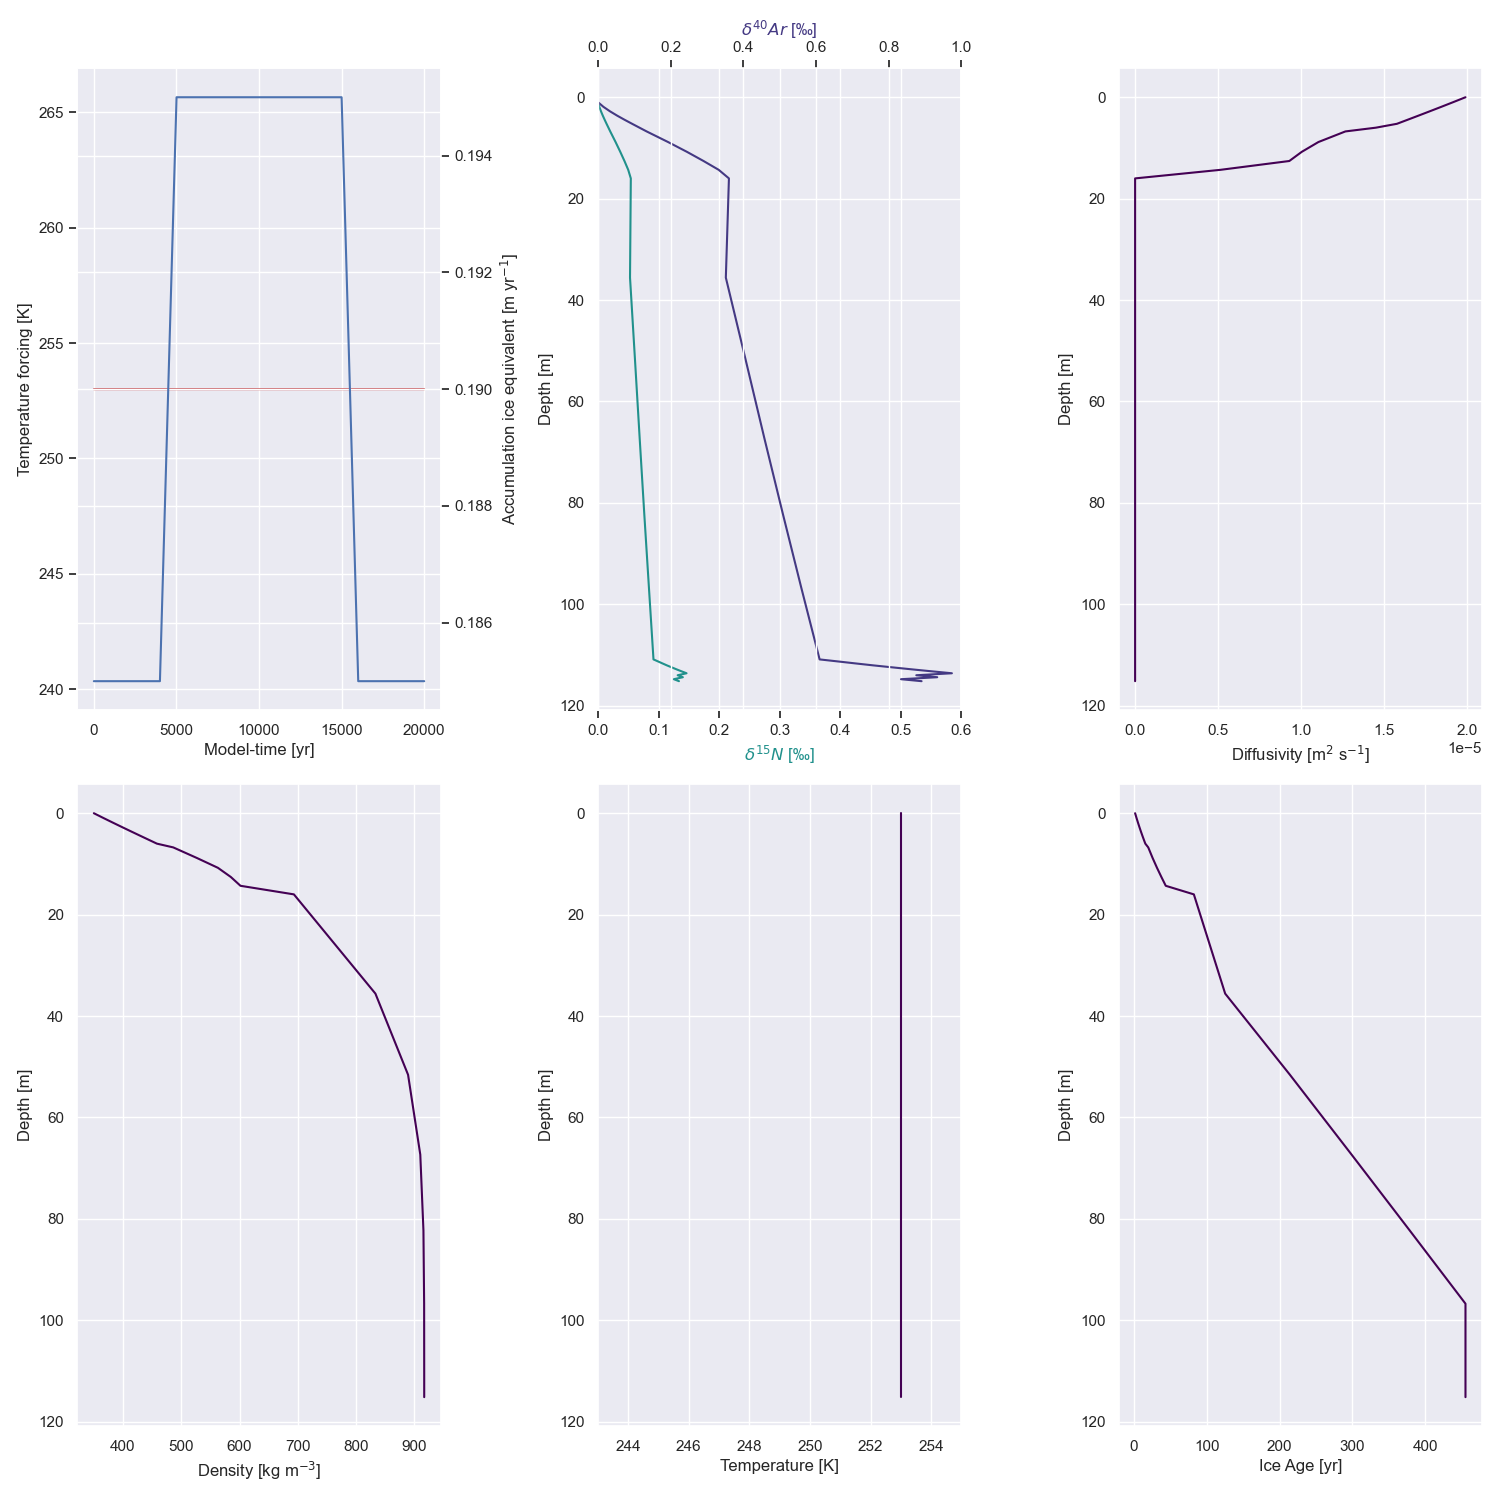 δ⁴⁰Ar [‰]
0.0 0.2 0.4 0.6 0.8 1.0
Temperature forcing [K]
265
260
255
250
245
240
0 5000 10000 15000 20000
Model-time [yr]
0.194
0.192
0.190
0.188
0.186
Accumulation ice equivalent [m yr⁻¹]
Depth [m]
0
20
40
60
80
100
120
0.0 0.1 0.2 0.3 0.4 0.5 0.6
δ¹⁵N [‰]
Depth [m]
0
20
40
60
80
100
120
0.0 0.5 1.0 1.5 2.0
1e−5
Diffusivity [m² s⁻¹]
Depth [m]
0
20
40
60
80
100
120
400 500 600 700 800 900
Density [kg m⁻³]
Depth [m]
0
20
40
60
80
100
120
244 246 248 250 252 254
Temperature [K]
Depth [m]
0
20
40
60
80
100
120
0 100 200 300 400
Ice Age [yr]